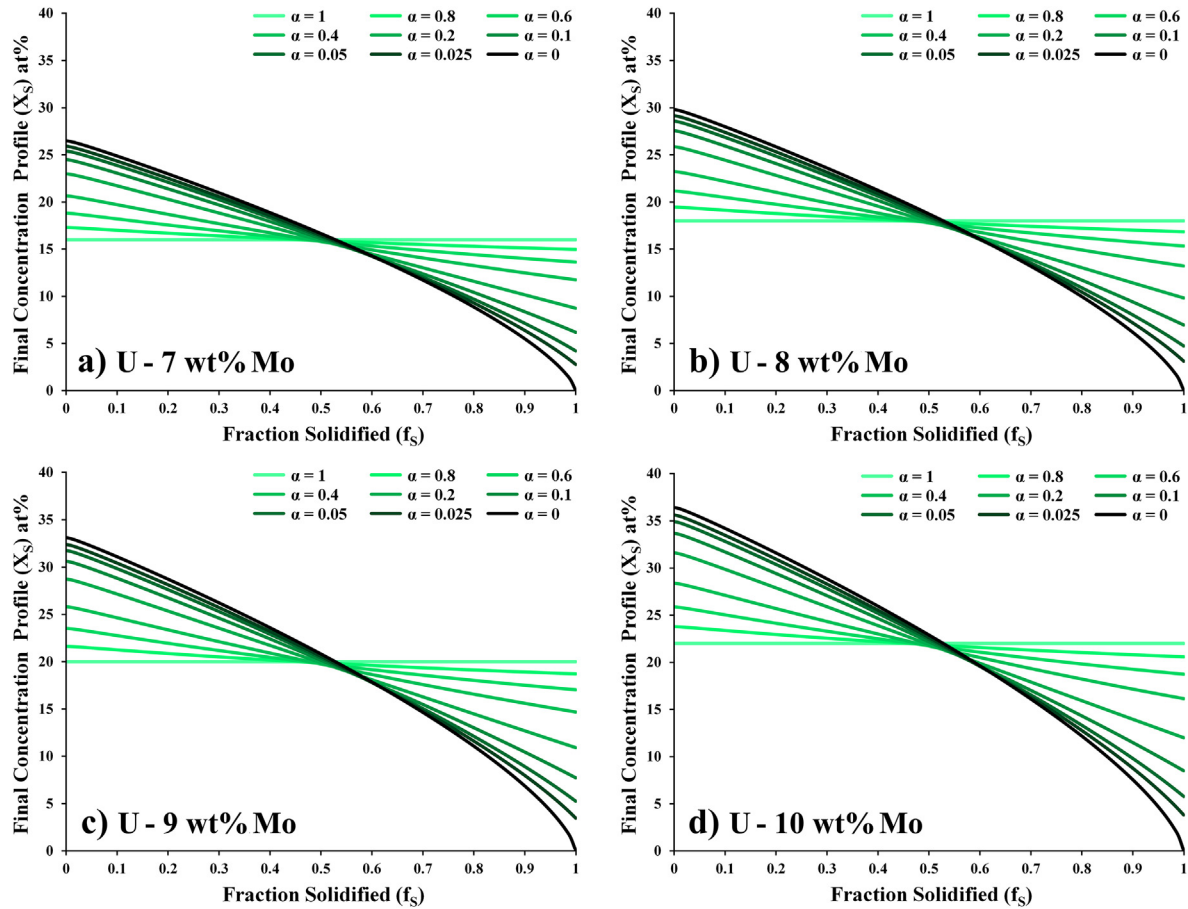 Final Concentration Profile (X_S) at%
40
35
30
25
20
15
10
5
0
α = 1 α = 0.8 α = 0.6
α = 0.4 α = 0.2 α = 0.1
α = 0.05 α = 0.025 α = 0
a) U - 7 wt% Mo
0 0.1 0.2 0.3 0.4 0.5 0.6 0.7 0.8 0.9 1
Fraction Solidified (f_S)
Final Concentration Profile (X_S) at%
40
35
30
25
20
15
10
5
0
α = 1 α = 0.8 α = 0.6
α = 0.4 α = 0.2 α = 0.1
α = 0.05 α = 0.025 α = 0
b) U - 8 wt% Mo
0 0.1 0.2 0.3 0.4 0.5 0.6 0.7 0.8 0.9 1
Fraction Solidified (f_S)
Final Concentration Profile (X_S) at%
40
35
30
25
20
15
10
5
0
α = 1 α = 0.8 α = 0.6
α = 0.4 α = 0.2 α = 0.1
α = 0.05 α = 0.025 α = 0
c) U - 9 wt% Mo
0 0.1 0.2 0.3 0.4 0.5 0.6 0.7 0.8 0.9 1
Fraction Solidified (f_S)
Final Concentration Profile (X_S) at%
40
35
30
25
20
15
10
5
0
α = 1 α = 0.8 α = 0.6
α = 0.4 α = 0.2 α = 0.1
α = 0.05 α = 0.025 α = 0
d) U - 10 wt% Mo
0 0.1 0.2 0.3 0.4 0.5 0.6 0.7 0.8 0.9 1
Fraction Solidified (f_S)